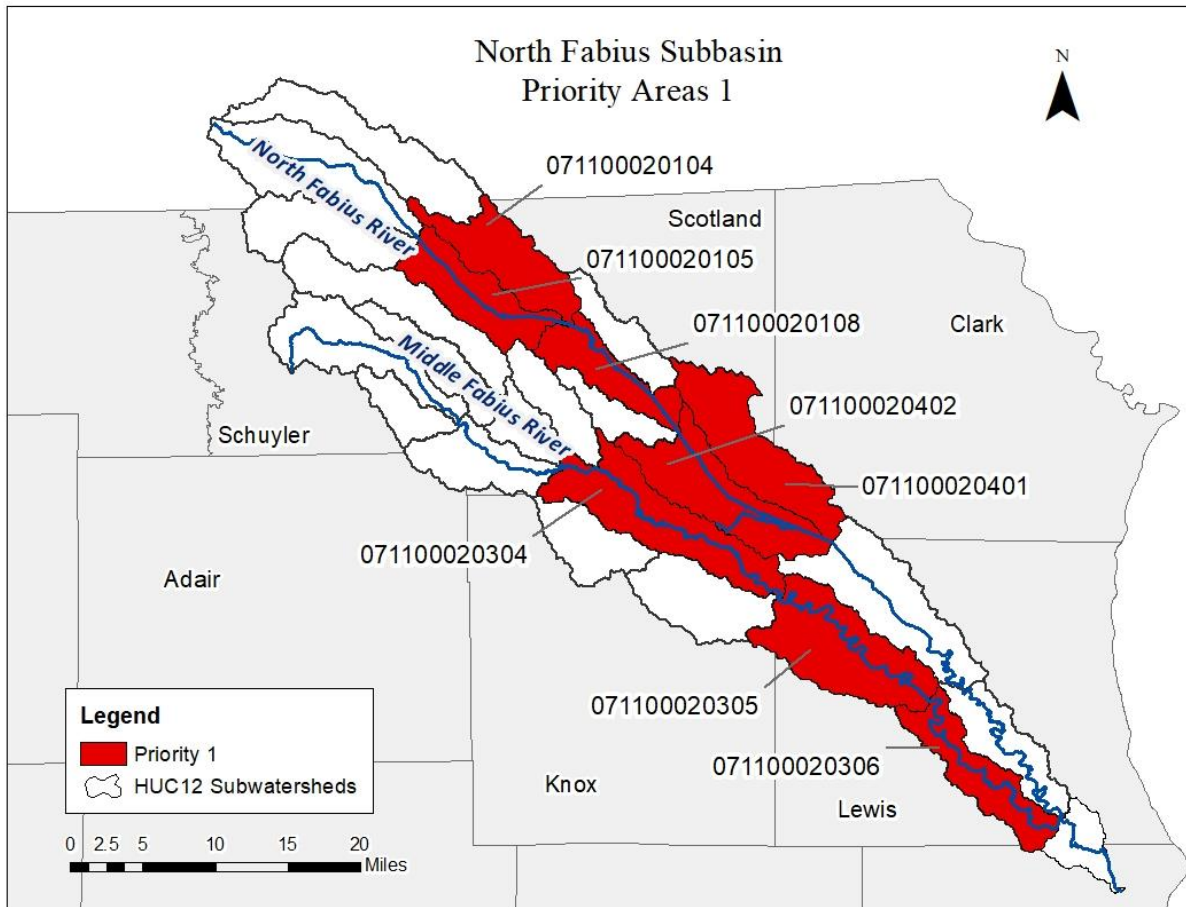 North Fabius Subbasin
Priority Areas 1
N
North Fabius River
071100020104
Scotland
071100020105
Clark
071100020108
Middle Fabius River
071100020402
Schuyler
071100020401
071100020304
Adair
071100020305
Legend
Priority 1
HUC12 Subwatersheds
071100020306
Knox
Lewis
0 2.5 5 10 15 20
Miles